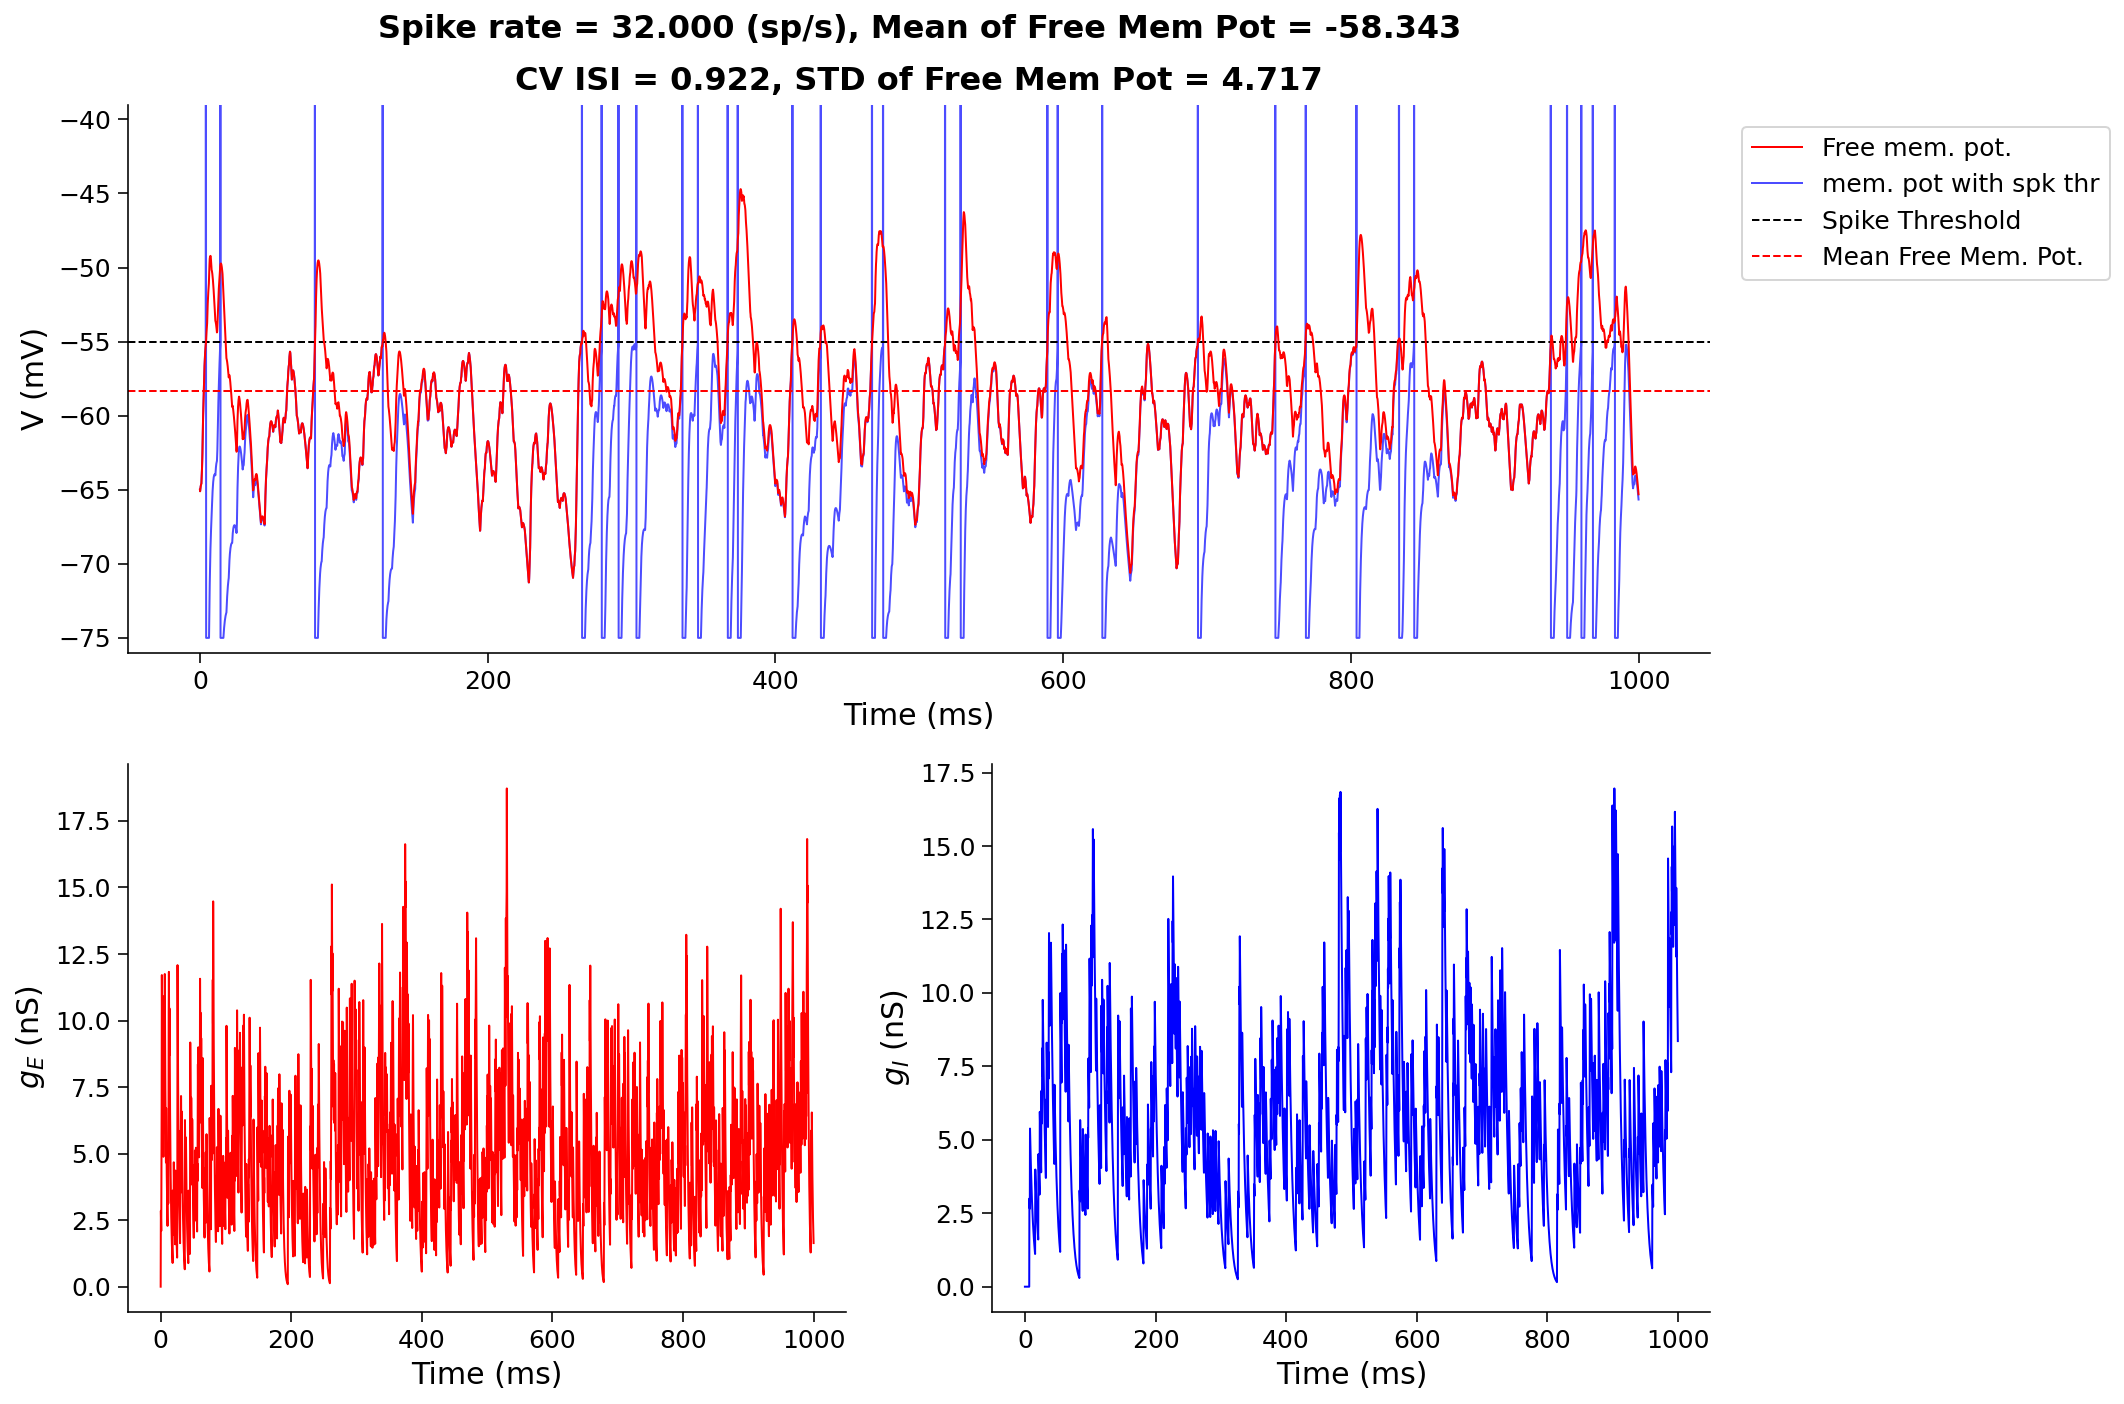 Spike rate = 32.000 (sp/s), Mean of Free Mem Pot = -58.343
CV ISI = 0.922, STD of Free Mem Pot = 4.717
−40
−45
−50
−55
−60
−65
−70
−75
V (mV)
0 200 400 600 800 1000
Time (ms)
Free mem. pot.
mem. pot with spk thr
Spike Threshold
Mean Free Mem. Pot.
17.5
15.0
12.5
10.0
7.5
5.0
2.5
0.0
g_E (nS)
0 200 400 600 800 1000
Time (ms)
17.5
15.0
12.5
10.0
7.5
5.0
2.5
0.0
g_I (nS)
0 200 400 600 800 1000
Time (ms)